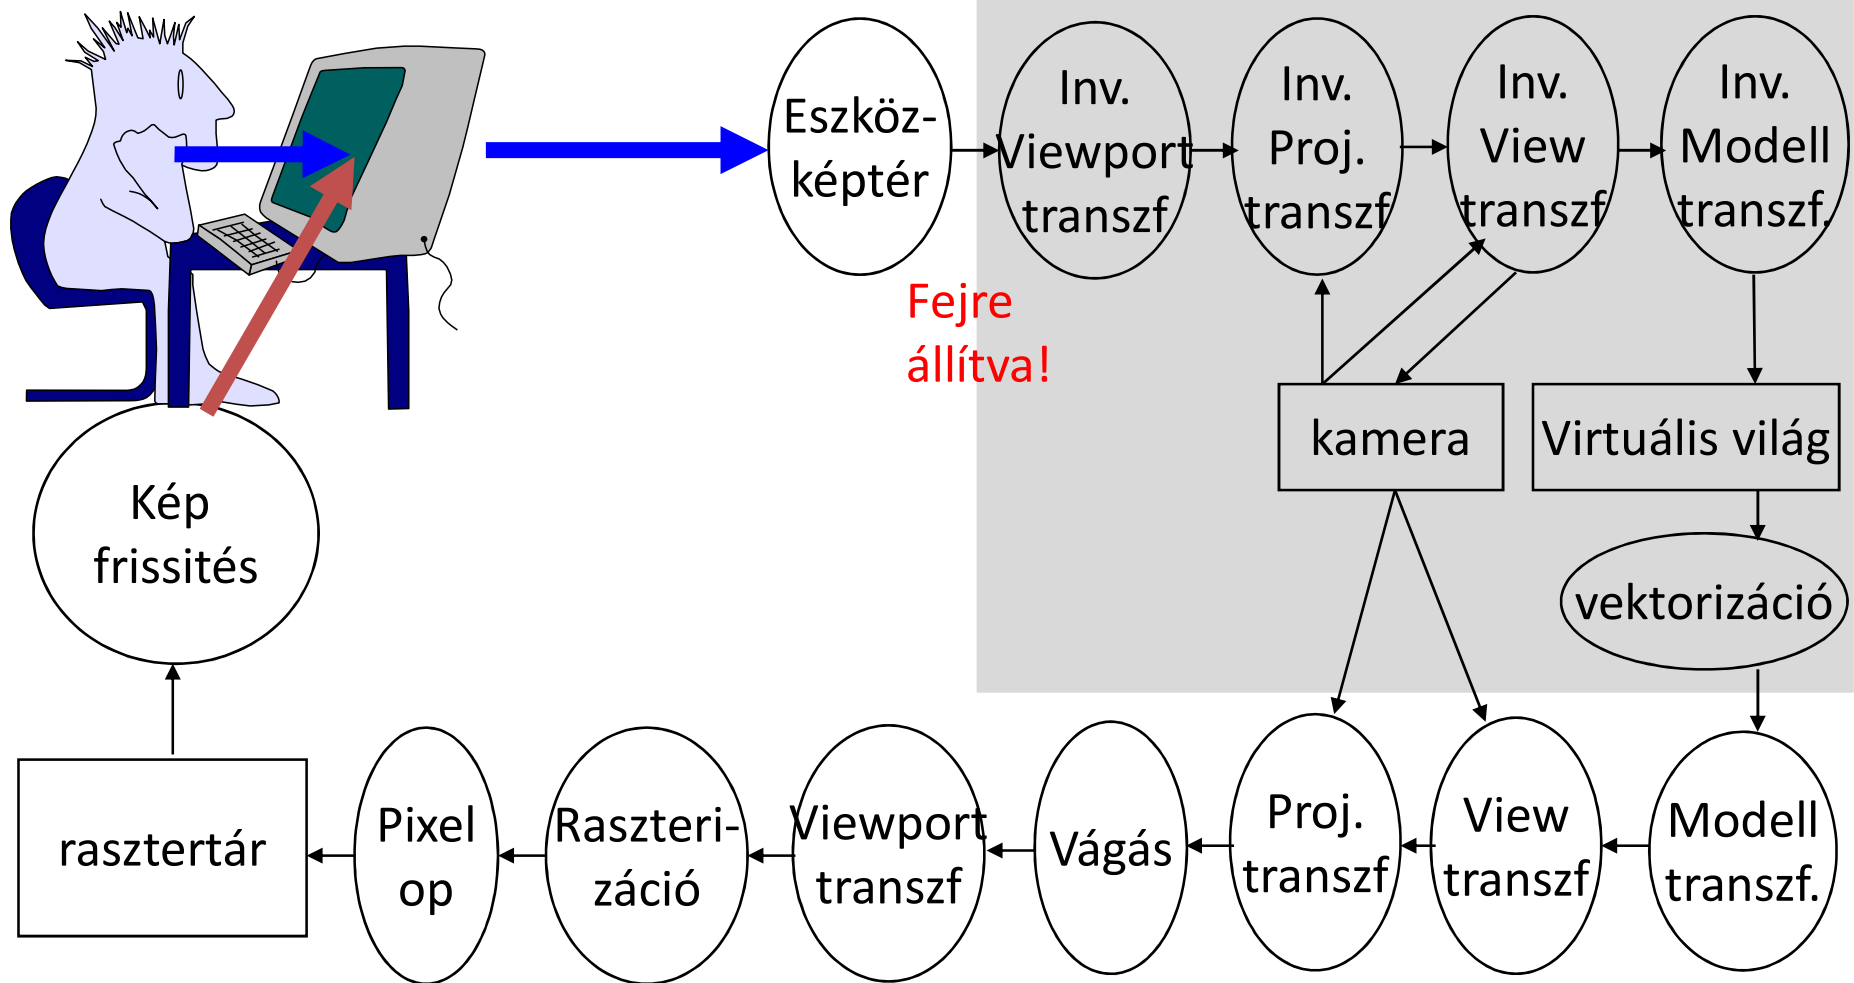 Eszköz-
képtér
Inv.
Viewport
transzf
Inv.
Proj.
transzf
Inv.
View
transzf
Inv.
Modell
transzf.
Fejre
állítva!
kamera
Virtuális világ
vektorizáció
Kép
frissités
rasztertár
Pixel
op
Raszteri-
záció
Viewport
transzf
Vágás
Proj.
transzf
View
transzf
Modell
transzf.